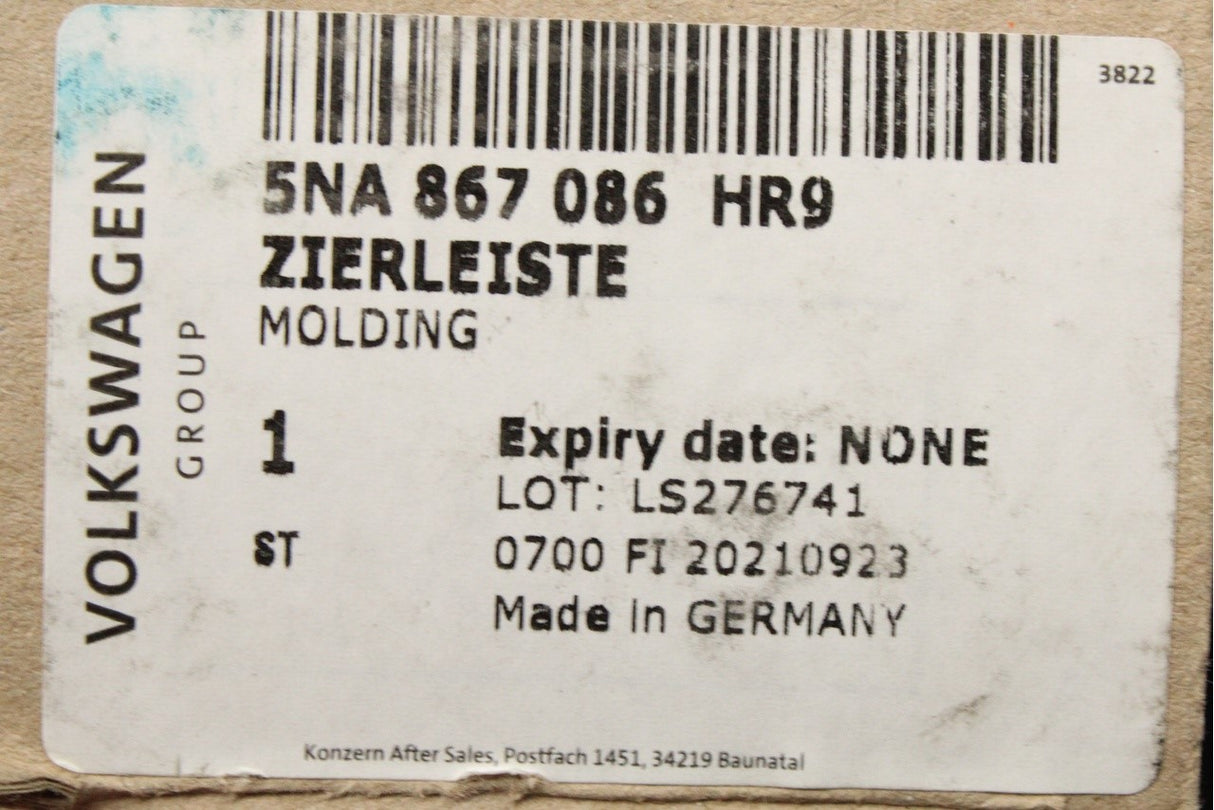 3822
5NA 867 086 HR9
ZIERLEISTE
MOLDING
VOLKSWAGEN
GROUP
1
Expiry date: NONE
LOT: LS276741
ST
0700 FI 20210923
Made in GERMANY
Konzern After Sales, Postfach 1451, 34219 Baunatal